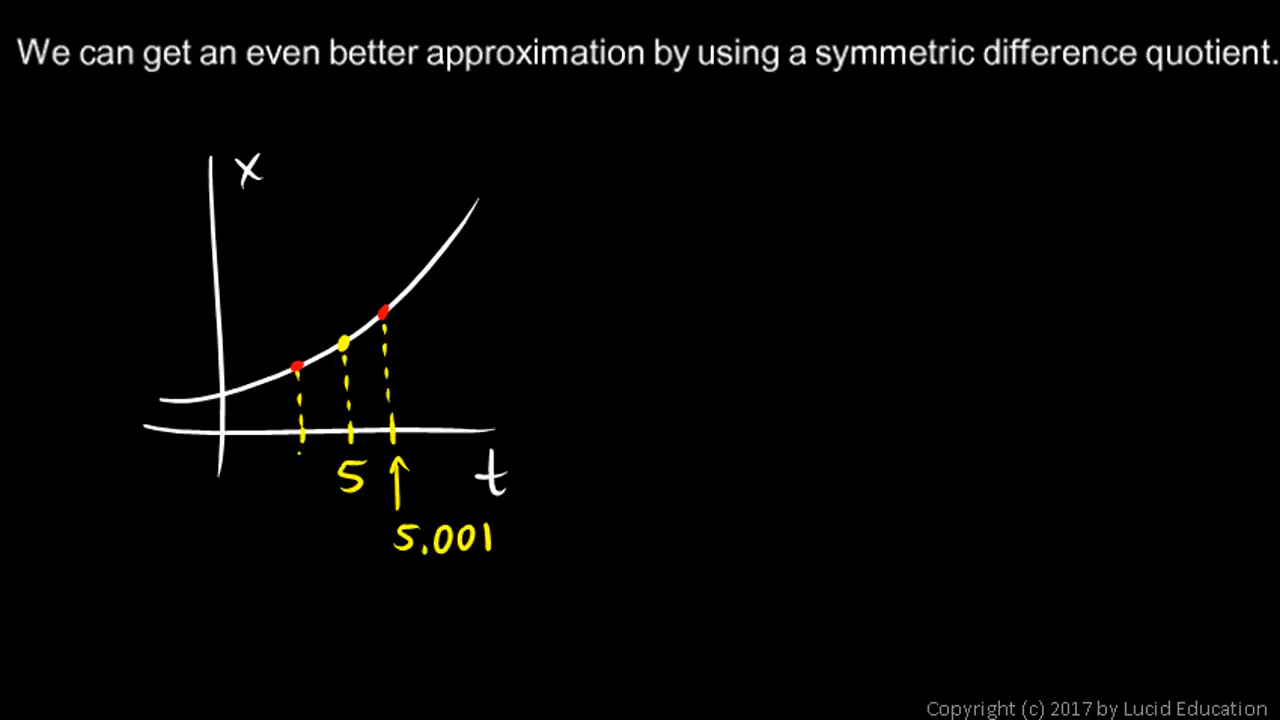 We can get an even better approximation by using a symmetric difference quotient.
x
5
t
5.001
Copyright (c) 2017 by Lucid Education